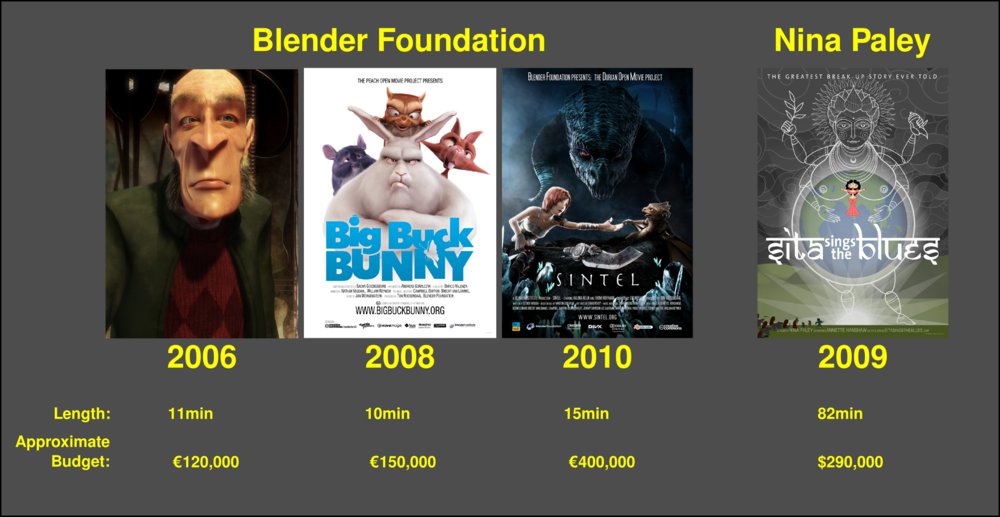 Blender Foundation
Nina Paley
THE PEACH OPEN MOVIE PROJECT PRESENTS
BLENDER FOUNDATION PRESENTS: THE DURIAN OPEN MOVIE PROJECT
THE GREATEST BREAK UP STORY EVER TOLD
Big Buck
BUNNY
WWW.BIGBUCKBUNNY.ORG
SINTEL
WWW.SINTEL.ORG
sita sings the blues
2006
2008
2010
2009
Length:
11min
10min
15min
82min
Approximate
Budget:
€120,000
€150,000
€400,000
$290,000